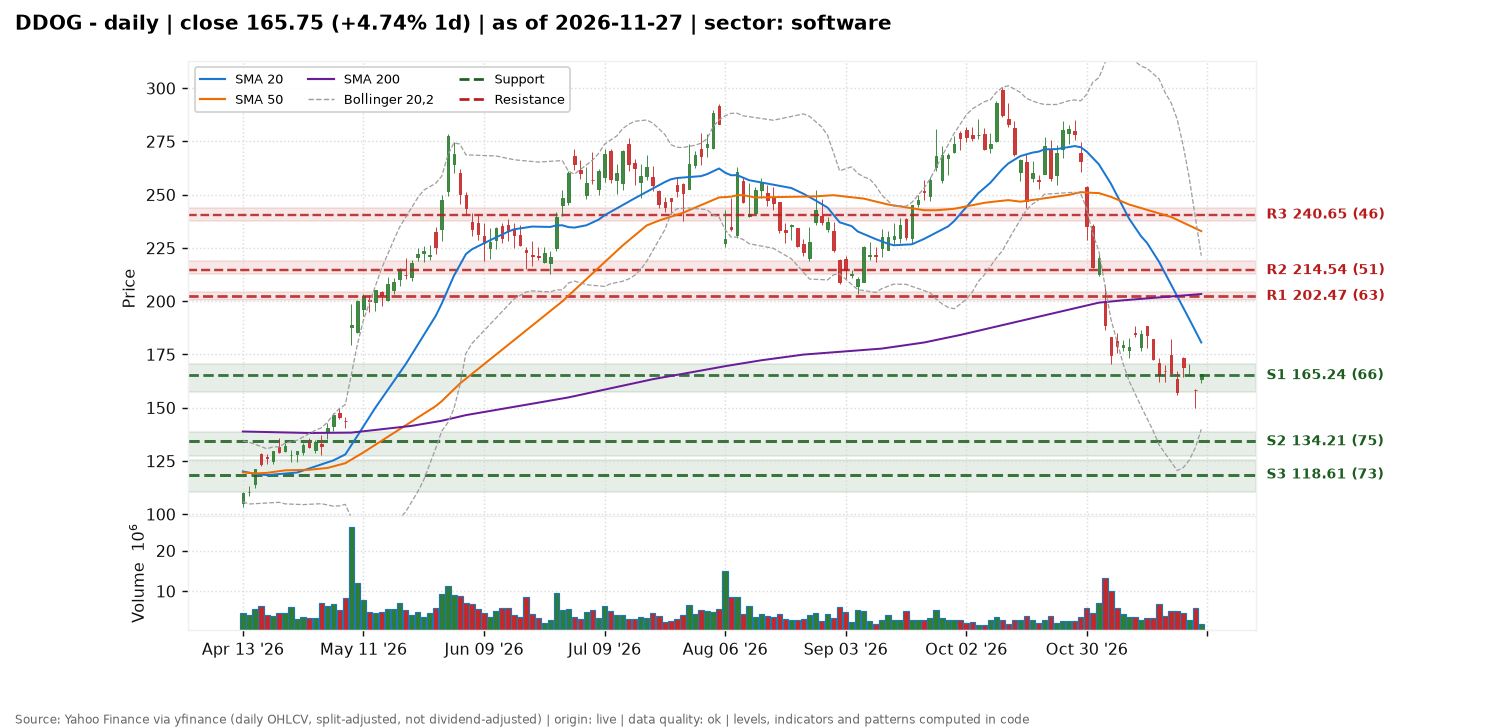 DDOG - daily | close 165.75 (+4.74% 1d) | as of 2026-11-27 | sector: software
SMA 20
SMA 50
SMA 200
Bollinger 20,2
Support
Resistance
Price
300
275
250
225
200
175
150
125
100
R3 240.65 (46)
R2 214.54 (51)
R1 202.47 (63)
S1 165.24 (66)
S2 134.21 (75)
S3 118.61 (73)
Volume 10⁶
20
10
Apr 13 '26
May 11 '26
Jun 09 '26
Jul 09 '26
Aug 06 '26
Sep 03 '26
Oct 02 '26
Oct 30 '26
Source: Yahoo Finance via yfinance (daily OHLCV, split-adjusted, not dividend-adjusted) | origin: live | data quality: ok | levels, indicators and patterns computed in code